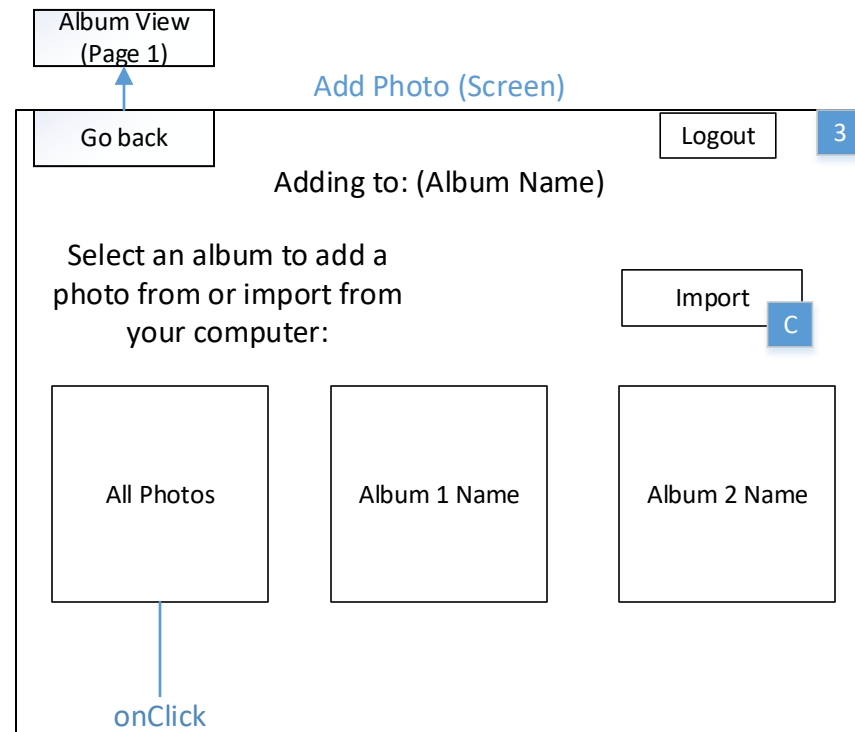 Album View
(Page 1)
Add Photo (Screen)
Go back
Logout
3
Adding to: (Album Name)
Select an album to add a
photo from or import from
your computer:
Import
C
All Photos
Album 1 Name
Album 2 Name
onClick